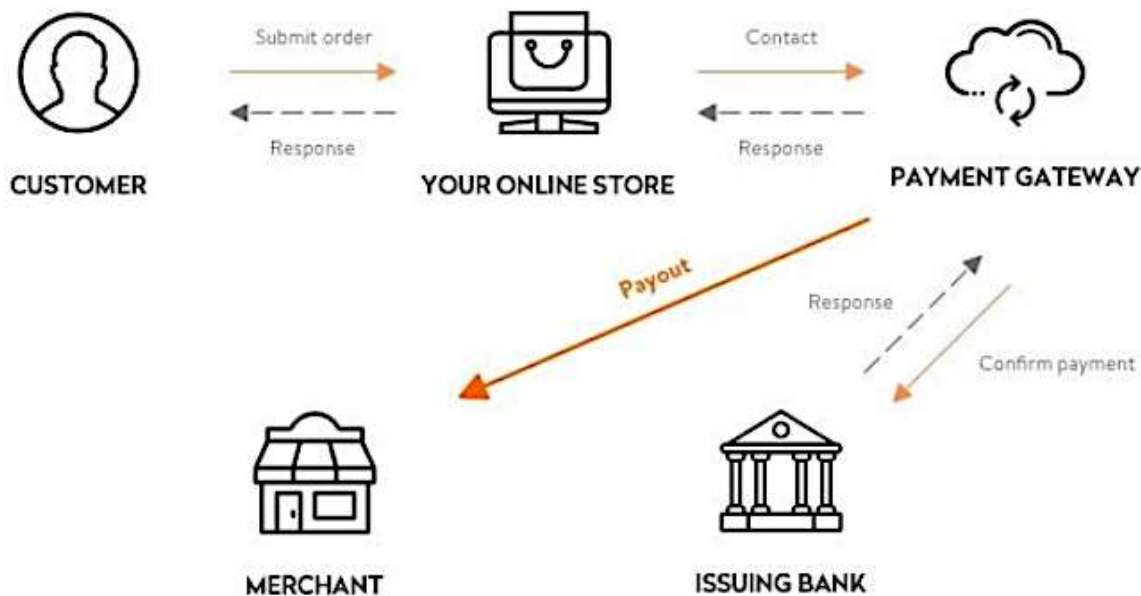 Submit order
Contact
Response
Response
CUSTOMER
YOUR ONLINE STORE
PAYMENT GATEWAY
Payout
Response
Confirm payment
MERCHANT
ISSUING BANK